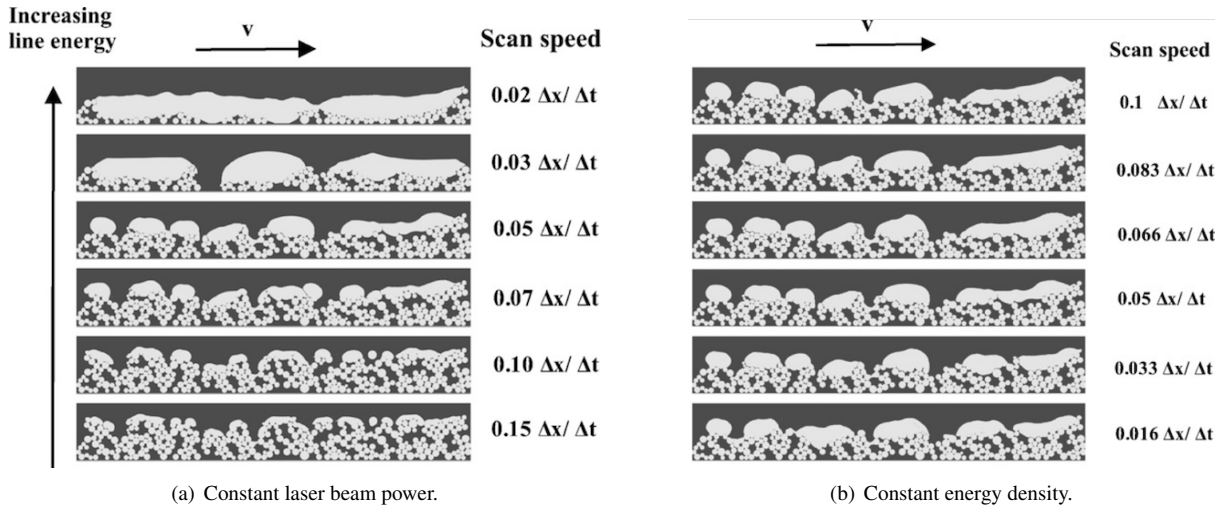 Increasing
line energy
v
Scan speed
0.02 Δx/ Δt
0.03 Δx/ Δt
0.05 Δx/ Δt
0.07 Δx/ Δt
0.10 Δx/ Δt
0.15 Δx/ Δt
(a) Constant laser beam power.
v
Scan speed
0.1 Δx/ Δt
0.083 Δx/ Δt
0.066 Δx/ Δt
0.05 Δx/ Δt
0.033 Δx/ Δt
0.016 Δx/ Δt
(b) Constant energy density.